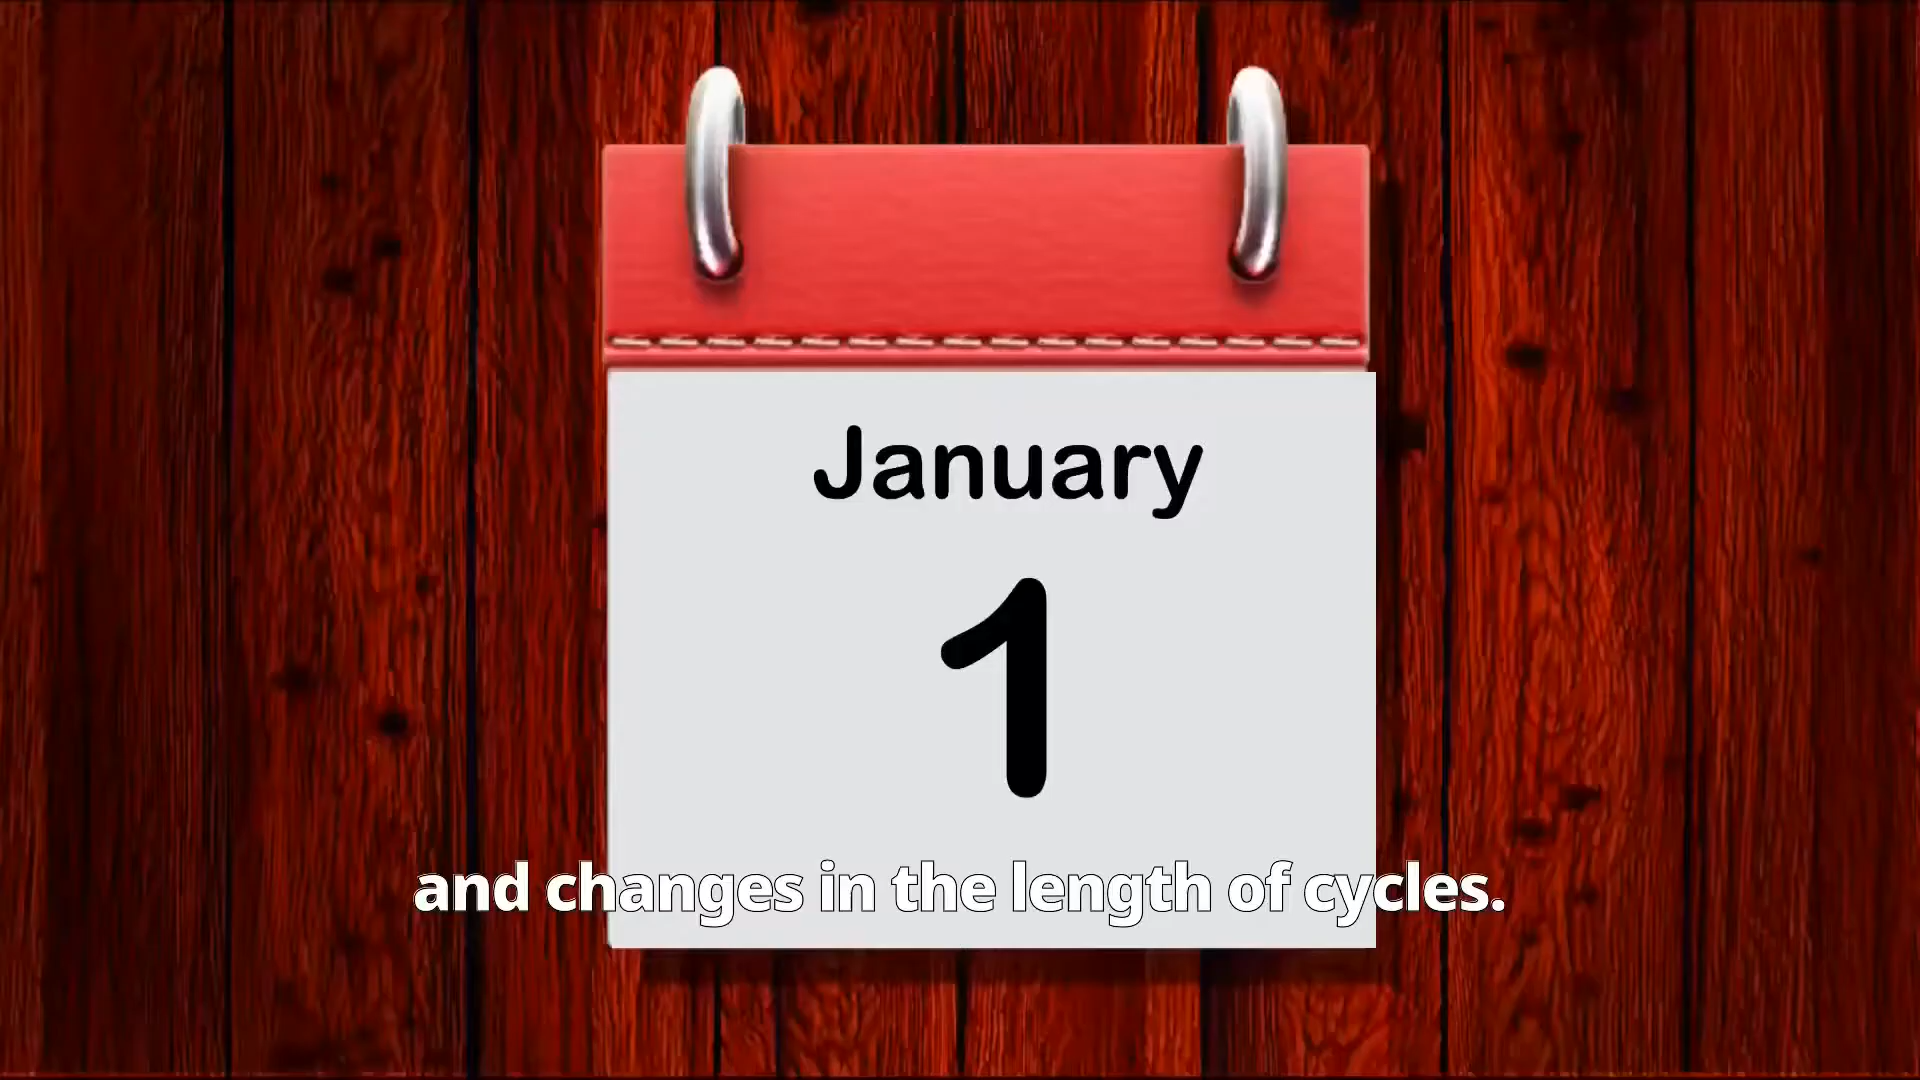 January
1
and changes in the length of cycles.